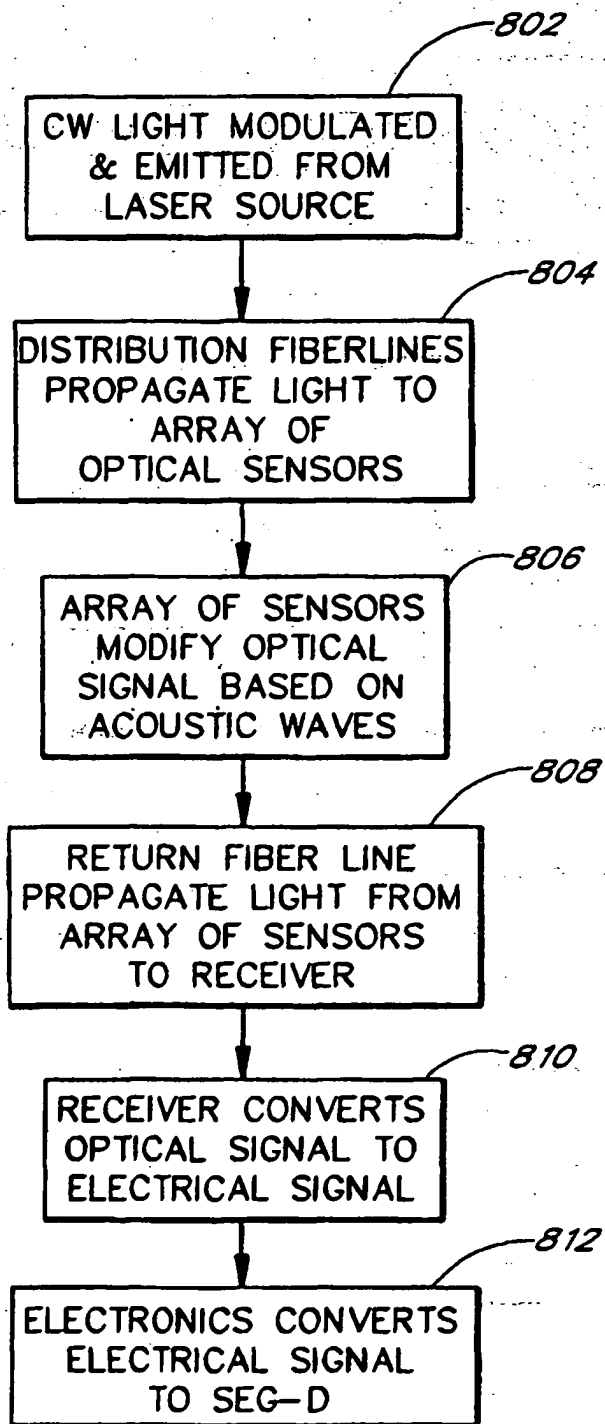 802
CW LIGHT MODULATED
& EMITTED FROM
LASER SOURCE
804
DISTRIBUTION FIBERLINES
PROPAGATE LIGHT TO
ARRAY OF
OPTICAL SENSORS
806
ARRAY OF SENSORS
MODIFY OPTICAL
SIGNAL BASED ON
ACOUSTIC WAVES
808
RETURN FIBER LINE
PROPAGATE LIGHT FROM
ARRAY OF SENSORS
TO RECEIVER
810
RECEIVER CONVERTS
OPTICAL SIGNAL TO
ELECTRICAL SIGNAL
812
ELECTRONICS CONVERTS
ELECTRICAL SIGNAL
TO SEG-D